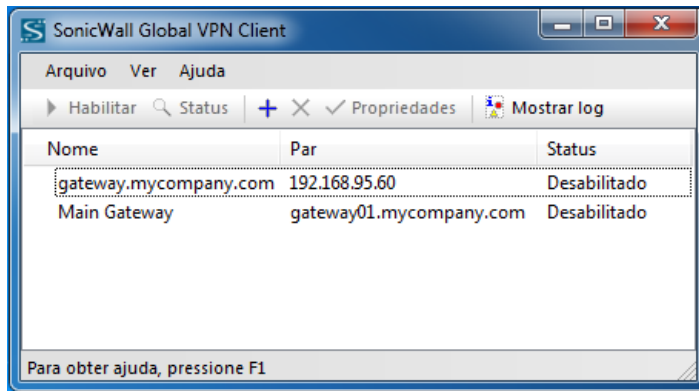 SonicWall Global VPN Client
Arquivo Ver Ajuda
Habilitar Status Propriedades Mostrar log
Nome Par Status
gateway.mycompany.com 192.168.95.60 Desabilitado
Main Gateway gateway01.mycompany.com Desabilitado
Para obter ajuda, pressione F1